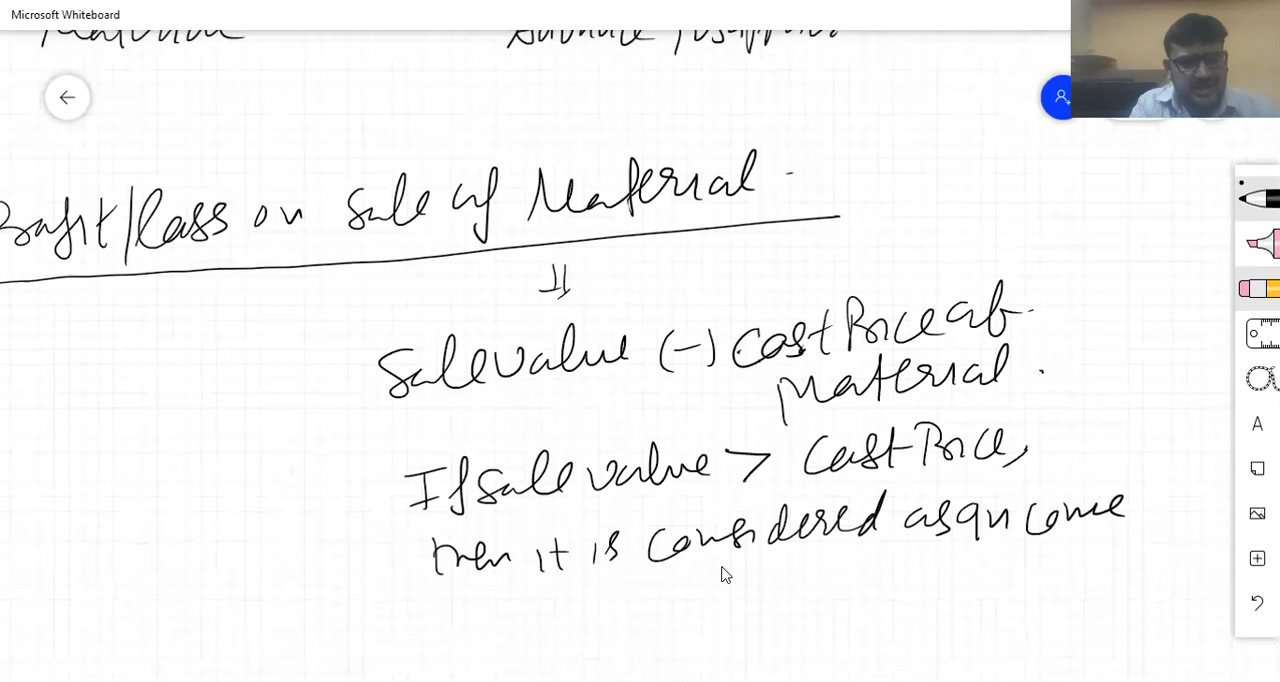 Microsoft Whiteboard
Profit/loss on Sale of Material.
Sale value (-) Cost Price of
Material.
If Sale value > Cost Price,
then it is considered as Income
A